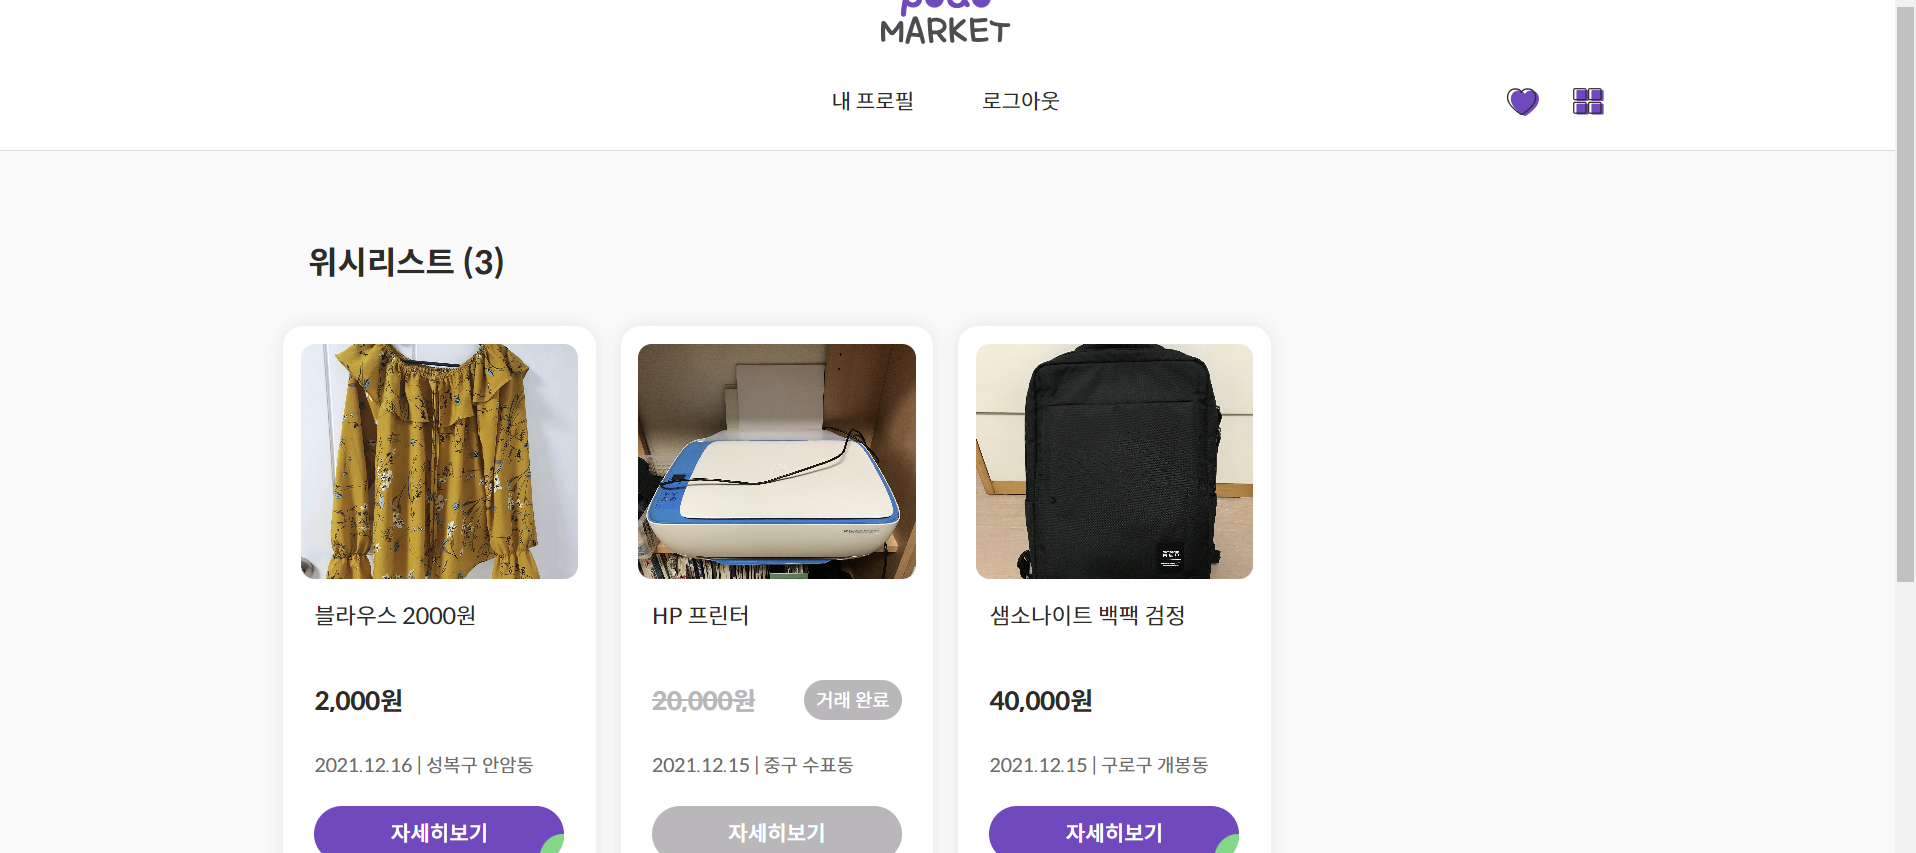 MARKET
내 프로필 로그아웃
위시리스트 (3)
블라우스 2000원
2,000원
2021.12.16 | 성복구 안암동
자세히보기
HP 프린터
20,000원 거래 완료
2021.12.15 | 중구 수표동
자세히보기
샘소나이트 백팩 검정
40,000원
2021.12.15 | 구로구 개봉동
자세히보기